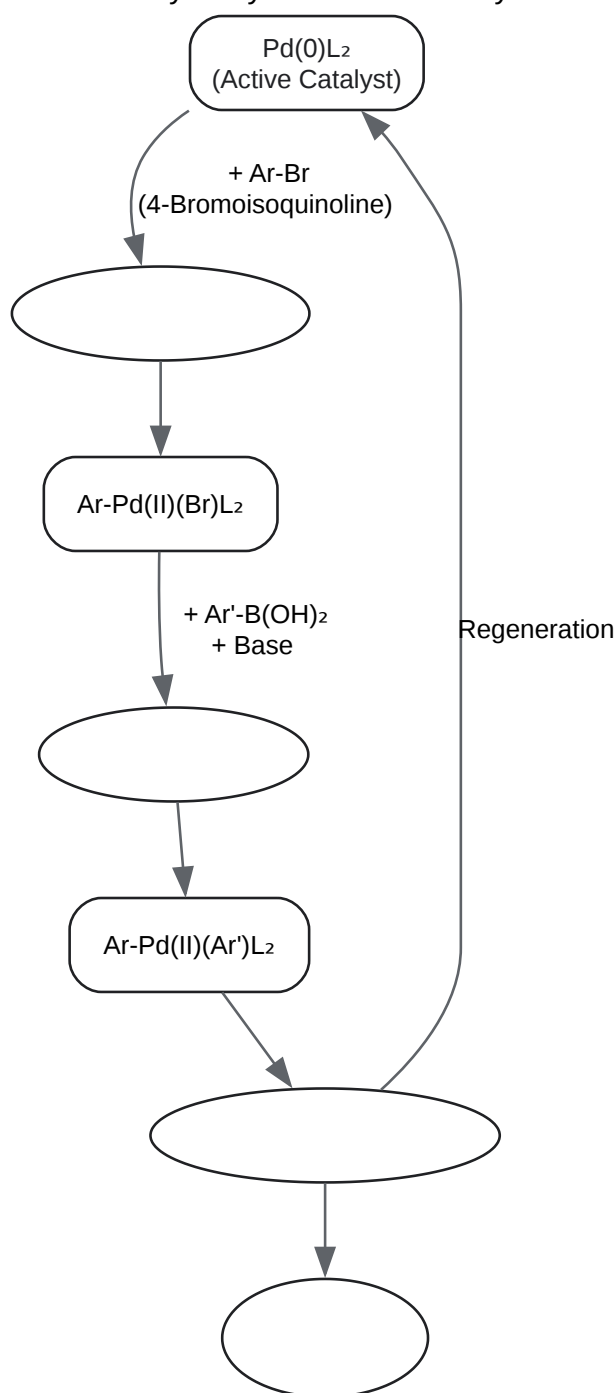 Pd(0)L₂
(Active Catalyst)
+ Ar-Br
(4-Bromoisoquinoline)
Ar-Pd(II)(Br)L₂
+ Ar'-B(OH)₂
+ Base
Regeneration
Ar-Pd(II)(Ar')L₂